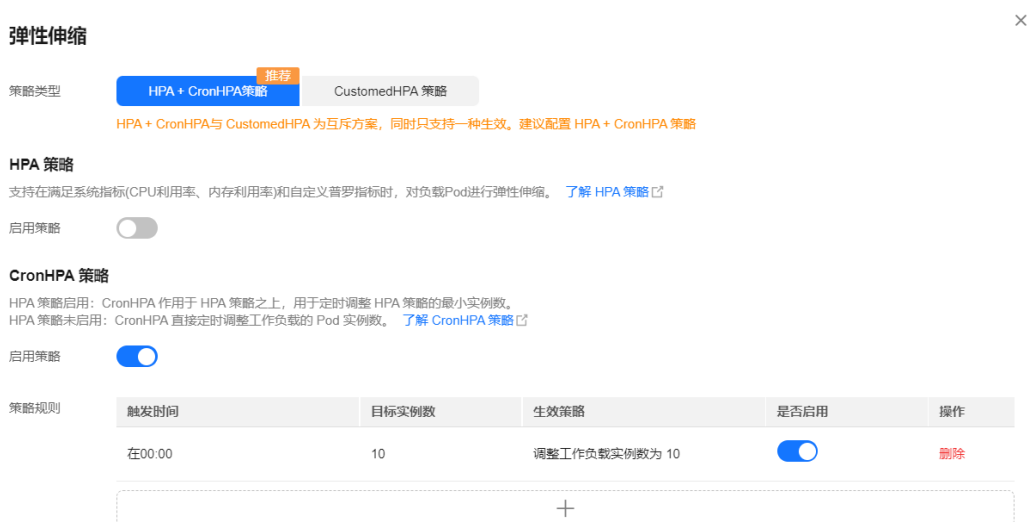 弹性伸缩
推荐
策略类型 HPA + CronHPA策略 CustomedHPA 策略
HPA + CronHPA与 CustomedHPA 为互斥方案，同时只支持一种生效。建议配置 HPA + CronHPA 策略
HPA 策略
支持在满足系统指标(CPU利用率、内存利用率)和自定义普罗指标时，对负载Pod进行弹性伸缩。 了解 HPA 策略
启用策略
CronHPA 策略
HPA 策略启用：CronHPA 作用于 HPA 策略之上，用于定时调整 HPA 策略的最小实例数。
HPA 策略未启用：CronHPA 直接定时调整工作负载的 Pod 实例数。 了解 CronHPA 策略
启用策略
策略规则 触发时间 目标实例数 生效策略 是否启用 操作
在00:00 10 调整工作负载实例数为 10 删除